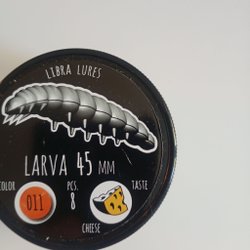 LIBRA LURES
LARVA 45 MM
COLOR PCS. TASTE
011 8
CHEESE